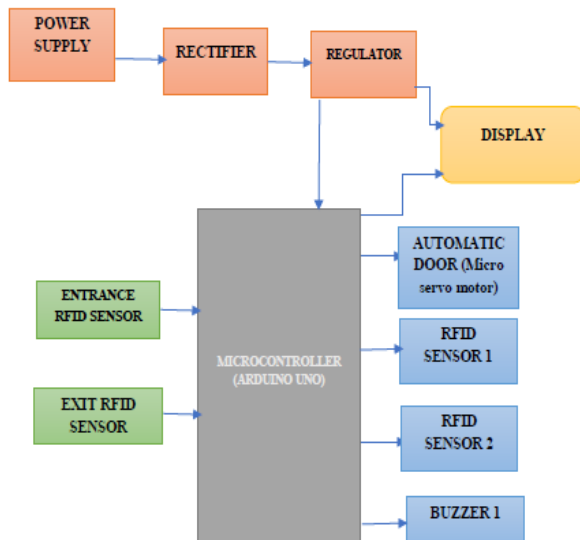 POWER
SUPPLY
RECTIFIER
REGULATOR
DISPLAY
AUTOMATIC
DOOR (Micro
servo motor)
ENTRANCE
RFID SENSOR
RFID
SENSOR 1
MICROCONTROLLER
(ARDUINO UNO)
EXIT RFID
SENSOR
RFID
SENSOR 2
BUZZER 1